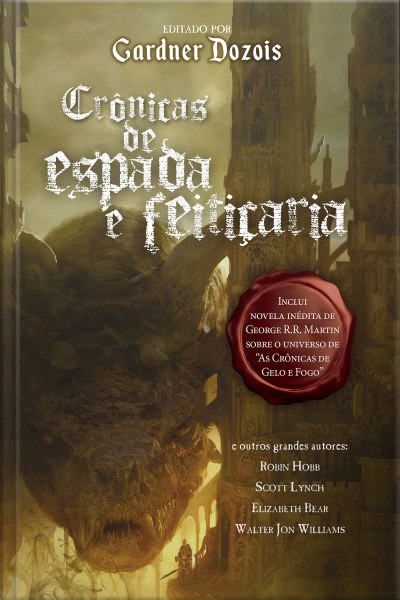 EDITADO POR
Gardner Dozois
Crônicas
de
espada
e feitiçaria
INCLUI
NOVELA INÉDITA DE
GEORGE R.R. MARTIN
SOBRE O UNIVERSO DE
“AS CRÔNICAS DE
GELO E FOGO”
e outros grandes autores:
ROBIN HOBB
SCOTT LYNCH
ELIZABETH BEAR
WALTER JON WILLIAMS